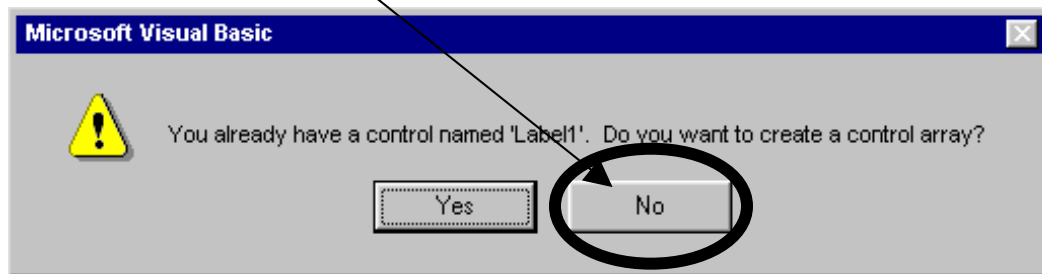 Microsoft Visual Basic
You already have a control named 'Label1'. Do you want to create a control array?
Yes
No